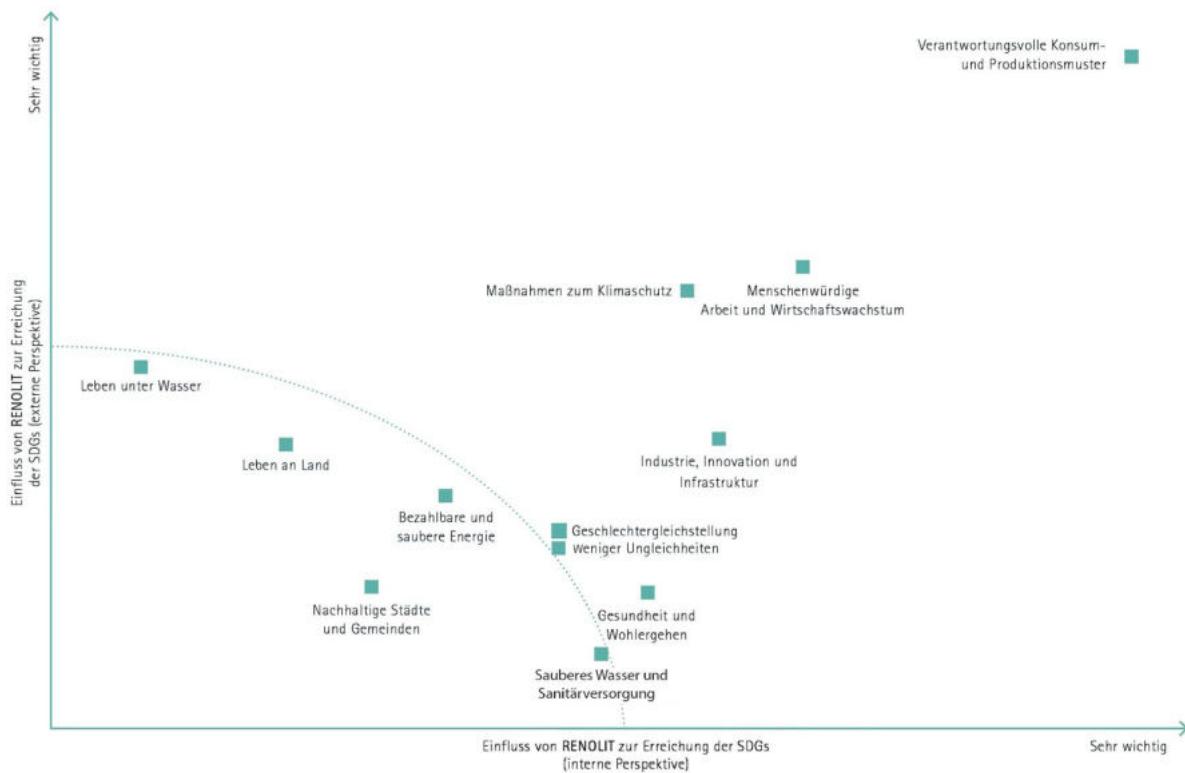 Sehr wichtig
Verantwortungsvolle Konsum-
und Produktionsmuster
Maßnahmen zum Klimaschutz
Menschenwürdige
Arbeit und Wirtschaftswachstum
Einfluss von RENOLIT zur Erreichung
der SDGs (externe Perspektive)
Leben unter Wasser
Leben an Land
Industrie, Innovation und
Infrastruktur
Bezahlbare und
saubere Energie
Geschlechtergleichstellung
weniger Ungleichheiten
Nachhaltige Städte
und Gemeinden
Gesundheit und
Wohlergehen
Sauberes Wasser und
Sanitärversorgung
Einfluss von RENOLIT zur Erreichung der SDGs
(interne Perspektive)
Sehr wichtig